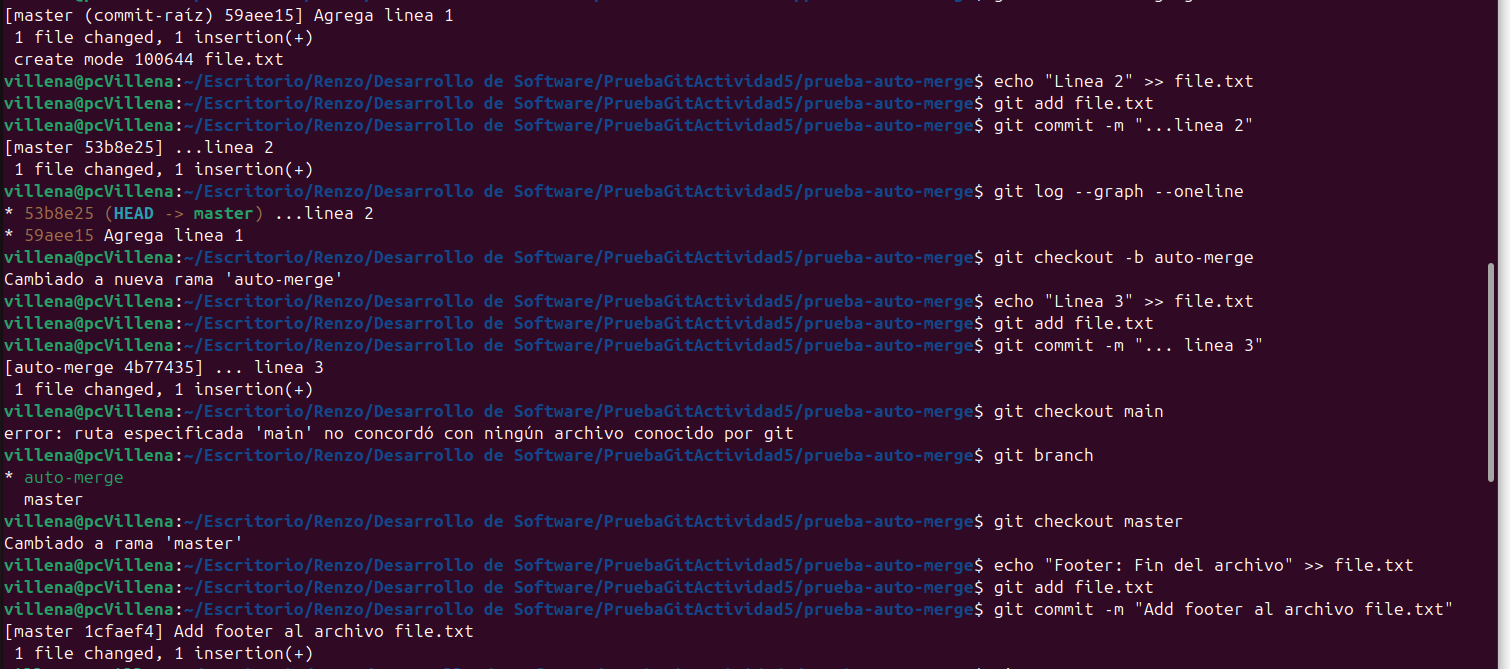 [master (commit-raíz) 59aee15] Agrega linea 1
 1 file changed, 1 insertion(+)
 create mode 100644 file.txt
villena@pcVillena:~/Escritorio/Renzo/Desarrollo de Software/PruebaGitActividad5/prueba-auto-merge$ echo "Linea 2" >> file.txt
villena@pcVillena:~/Escritorio/Renzo/Desarrollo de Software/PruebaGitActividad5/prueba-auto-merge$ git add file.txt
villena@pcVillena:~/Escritorio/Renzo/Desarrollo de Software/PruebaGitActividad5/prueba-auto-merge$ git commit -m "...linea 2"
[master 53b8e25] ...linea 2
 1 file changed, 1 insertion(+)
villena@pcVillena:~/Escritorio/Renzo/Desarrollo de Software/PruebaGitActividad5/prueba-auto-merge$ git log --graph --oneline
* 53b8e25 (HEAD -> master) ...linea 2
* 59aee15 Agrega linea 1
villena@pcVillena:~/Escritorio/Renzo/Desarrollo de Software/PruebaGitActividad5/prueba-auto-merge$ git checkout -b auto-merge
Cambiado a nueva rama 'auto-merge'
villena@pcVillena:~/Escritorio/Renzo/Desarrollo de Software/PruebaGitActividad5/prueba-auto-merge$ echo "Linea 3" >> file.txt
villena@pcVillena:~/Escritorio/Renzo/Desarrollo de Software/PruebaGitActividad5/prueba-auto-merge$ git add file.txt
villena@pcVillena:~/Escritorio/Renzo/Desarrollo de Software/PruebaGitActividad5/prueba-auto-merge$ git commit -m "... linea 3"
[auto-merge 4b77435] ... linea 3
 1 file changed, 1 insertion(+)
villena@pcVillena:~/Escritorio/Renzo/Desarrollo de Software/PruebaGitActividad5/prueba-auto-merge$ git checkout main
error: ruta especificada 'main' no concordó con ningún archivo conocido por git
villena@pcVillena:~/Escritorio/Renzo/Desarrollo de Software/PruebaGitActividad5/prueba-auto-merge$ git branch
* auto-merge
  master
villena@pcVillena:~/Escritorio/Renzo/Desarrollo de Software/PruebaGitActividad5/prueba-auto-merge$ git checkout master
Cambiado a rama 'master'
villena@pcVillena:~/Escritorio/Renzo/Desarrollo de Software/PruebaGitActividad5/prueba-auto-merge$ echo "Footer: Fin del archivo" >> file.txt
villena@pcVillena:~/Escritorio/Renzo/Desarrollo de Software/PruebaGitActividad5/prueba-auto-merge$ git add file.txt
villena@pcVillena:~/Escritorio/Renzo/Desarrollo de Software/PruebaGitActividad5/prueba-auto-merge$ git commit -m "Add footer al archivo file.txt"
[master 1cfaef4] Add footer al archivo file.txt
 1 file changed, 1 insertion(+)